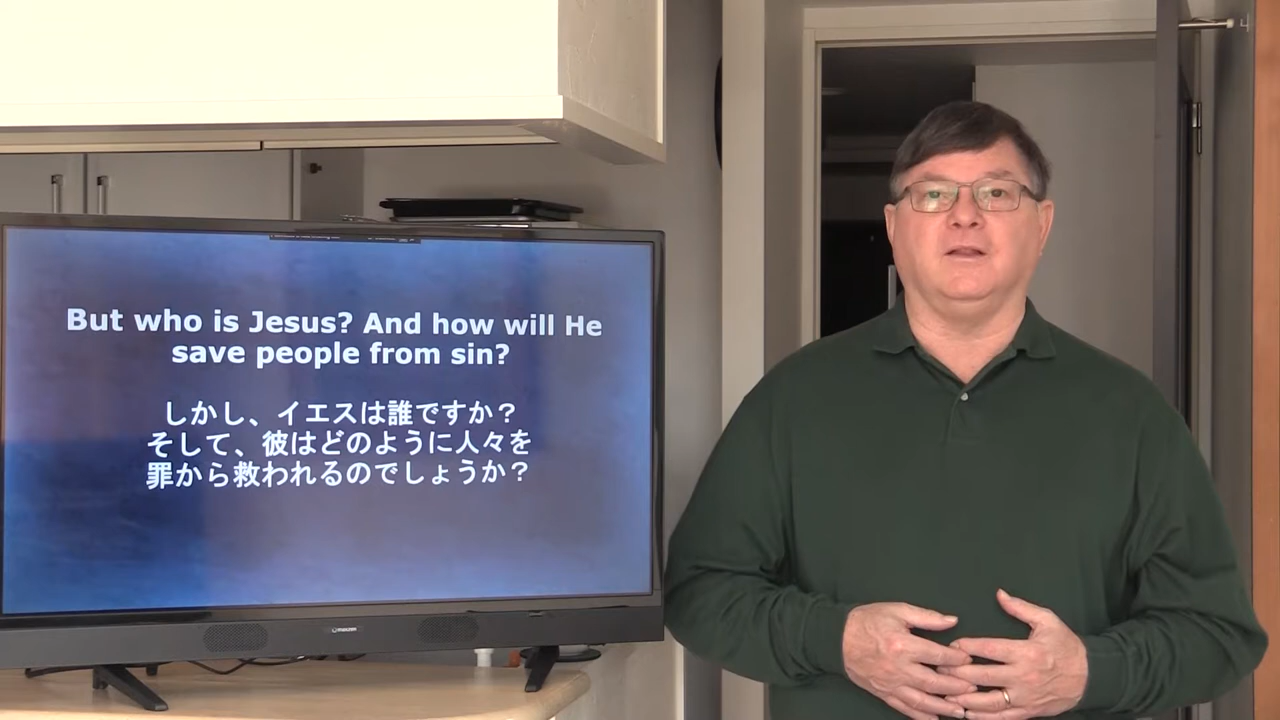 But who is Jesus? And how will He
save people from sin?
しかし、イエスは誰ですか？
そして、彼はどのように人々を
罪から救われるのでしょうか？